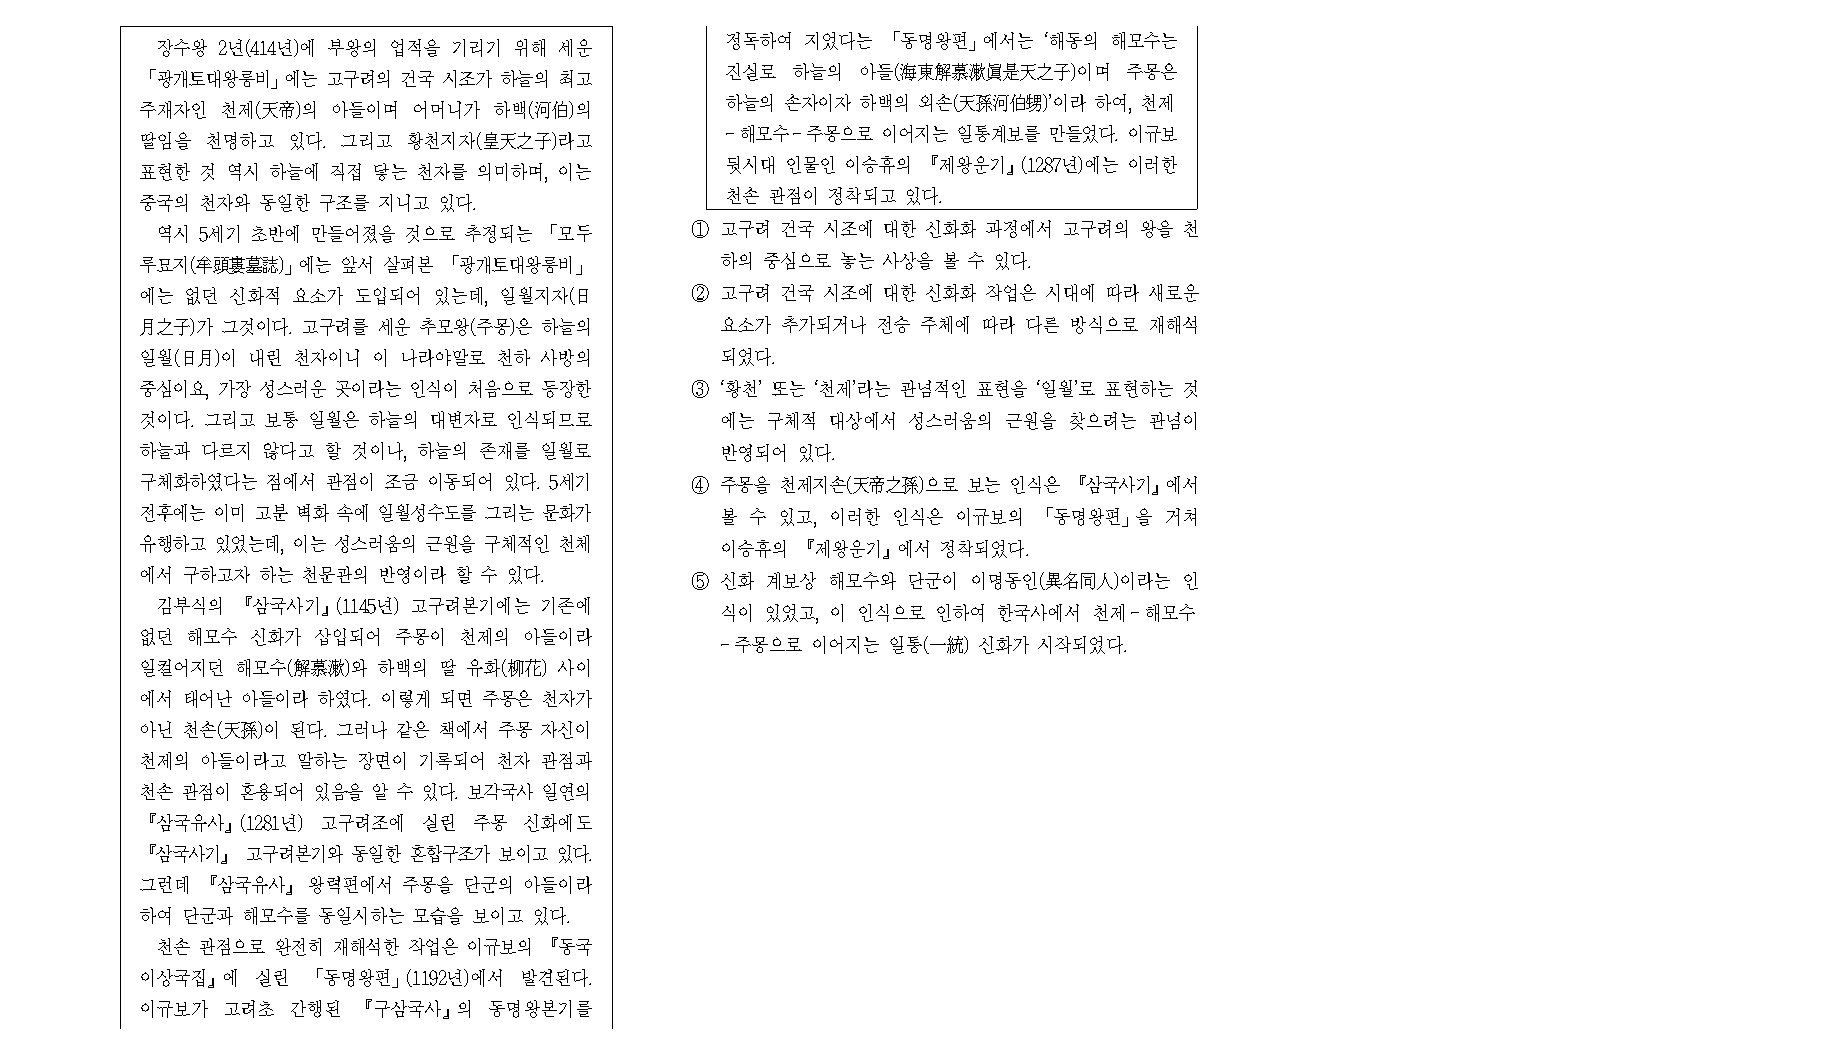 장수왕 2년(414년)에 부왕의 업적을 기리기 위해 세운
「광개토대왕릉비」에는 고구려의 건국 시조가 하늘의 최고
주재자인 천제(天帝)의 아들이며 어머니가 하백(河伯)의
딸임을 천명하고 있다. 그리고 황천지자(皇天之子)라고
표현한 것 역시 하늘에 직접 닿는 천자를 의미하며, 이는
중국의 천자와 동일한 구조를 지니고 있다.
역시 5세기 초반에 만들어졌을 것으로 추정되는 「모두
루묘지(牟頭婁墓誌)」에는 앞서 살펴본 「광개토대왕릉비」
에는 없던 신화적 요소가 도입되어 있는데, 일월지자(日
月之子)가 그것이다. 고구려를 세운 추모왕(주몽)은 하늘의
일월(日月)이 내린 천자이니 이 나라야말로 천하 사방의
중심이요, 가장 성스러운 곳이라는 인식이 처음으로 등장한
것이다. 그리고 보통 일월은 하늘의 대변자로 인식되므로
하늘과 다르지 않다고 할 것이나, 하늘의 존재를 일월로
구체화하였다는 점에서 관점이 조금 이동되어 있다. 5세기
전후에는 이미 고분 벽화 속에 일월성수도를 그리는 문화가
유행하고 있었는데, 이는 성스러움의 근원을 구체적인 천체
에서 구하고자 하는 천문관의 반영이라 할 수 있다.
김부식의 『삼국사기』(1145년) 고구려본기에는 기존에
없던 해모수 신화가 삽입되어 주몽이 천제의 아들이라
일컬어지던 해모수(解慕漱)와 하백의 딸 유화(柳花) 사이
에서 태어난 아들이라 하였다. 이렇게 되면 주몽은 천자가
아닌 천손(天孫)이 된다. 그러나 같은 책에서 주몽 자신이
천제의 아들이라고 말하는 장면이 기록되어 천자 관점과
천손 관점이 혼용되어 있음을 알 수 있다. 보각국사 일연의
『삼국유사』(1281년) 고구려조에 실린 주몽 신화에도
『삼국사기』 고구려본기와 동일한 혼합구조가 보이고 있다.
그런데 『삼국유사』 왕력편에서 주몽을 단군의 아들이라
하여 단군과 해모수를 동일시하는 모습을 보이고 있다.
천손 관점으로 완전히 재해석한 작업은 이규보의 『동국
이상국집』에 실린 「동명왕편」(1192년)에서 발견된다.
이규보가 고려초 간행된 『구삼국사』의 동명왕본기를
정독하여 지었다는 「동명왕편」에서는 ‘해동의 해모수는
진실로 하늘의 아들(海東解慕漱眞是天之子)이며 주몽은
하늘의 손자이자 하백의 외손(天孫河伯甥)’이라 하여, 천제
-해모수-주몽으로 이어지는 일통계보를 만들었다. 이규보
뒷시대 인물인 이승휴의 『제왕운기』(1287년)에는 이러한
천손 관점이 정착되고 있다.
① 고구려 건국 시조에 대한 신화화 과정에서 고구려의 왕을 천
하의 중심으로 놓는 사상을 볼 수 있다.
② 고구려 건국 시조에 대한 신화화 작업은 시대에 따라 새로운
요소가 추가되거나 전승 주체에 따라 다른 방식으로 재해석
되었다.
③ ‘황천’ 또는 ‘천제’라는 관념적인 표현을 ‘일월’로 표현하는 것
에는 구체적 대상에서 성스러움의 근원을 찾으려는 관념이
반영되어 있다.
④ 주몽을 천제지손(天帝之孫)으로 보는 인식은 『삼국사기』에서
볼 수 있고, 이러한 인식은 이규보의 「동명왕편」을 거쳐
이승휴의 『제왕운기』에서 정착되었다.
⑤ 신화 계보상 해모수와 단군이 이명동인(異名同人)이라는 인
식이 있었고, 이 인식으로 인하여 한국사에서 천제-해모수
-주몽으로 이어지는 일통(一統) 신화가 시작되었다.